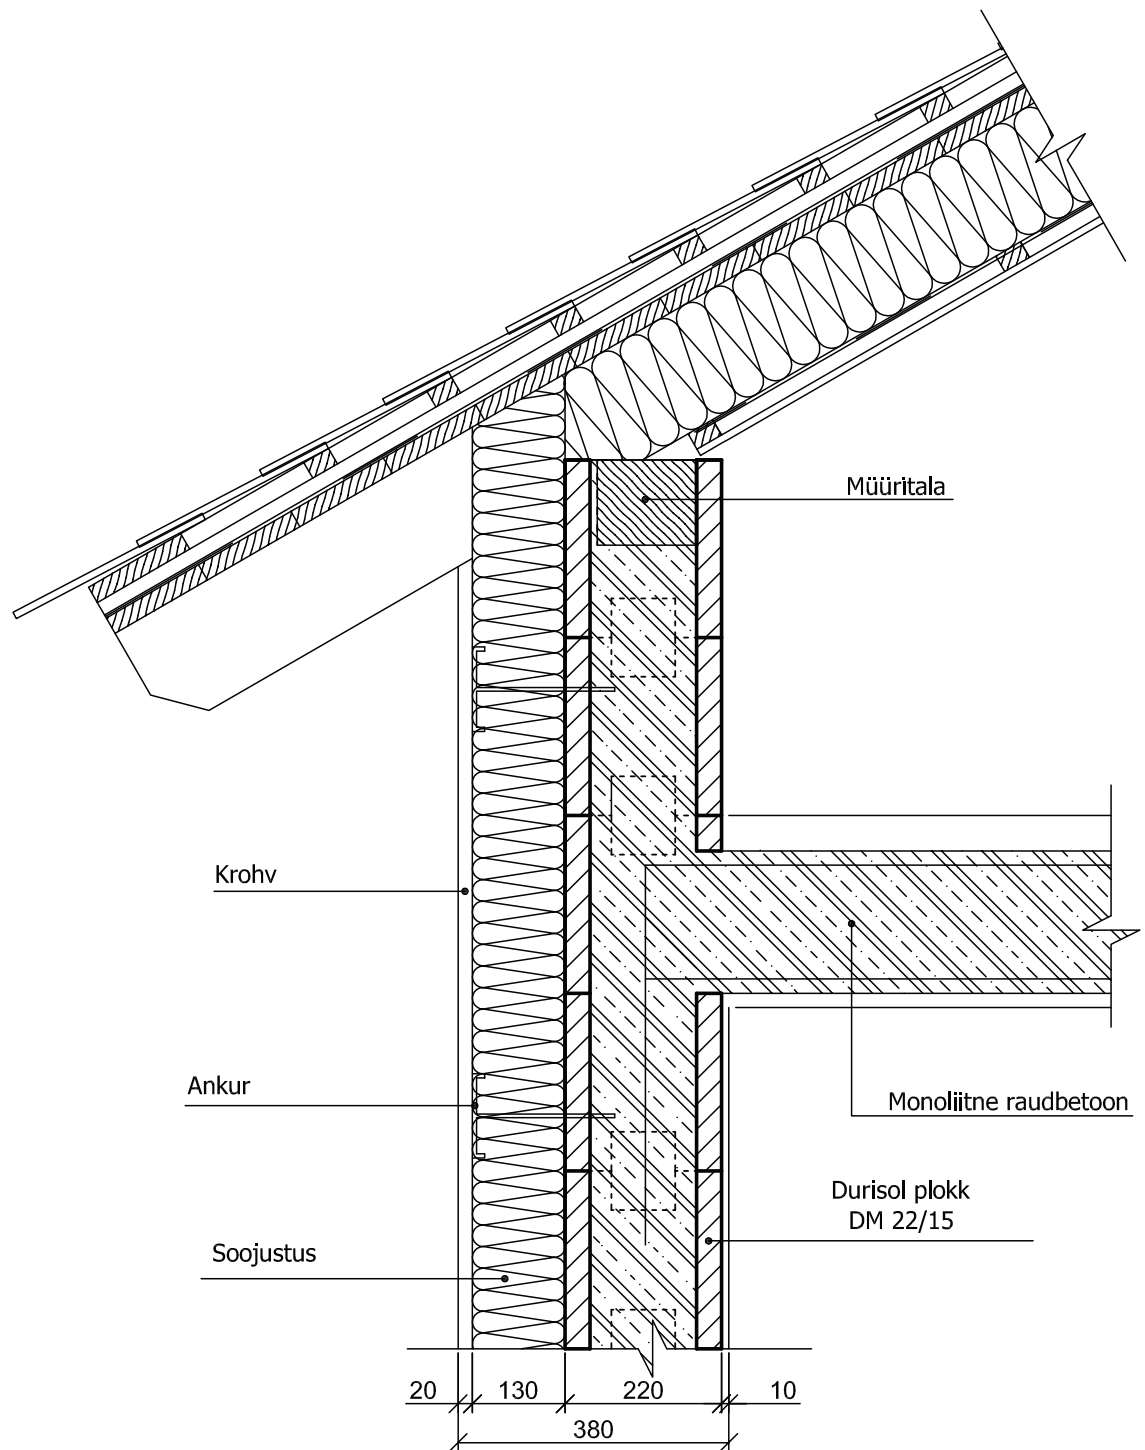 Müüritala
Krohv
Ankur
Monoliitne raudbetoon
Durisol plokk
DM 22/15
Soojustus
20 130 220 10
380